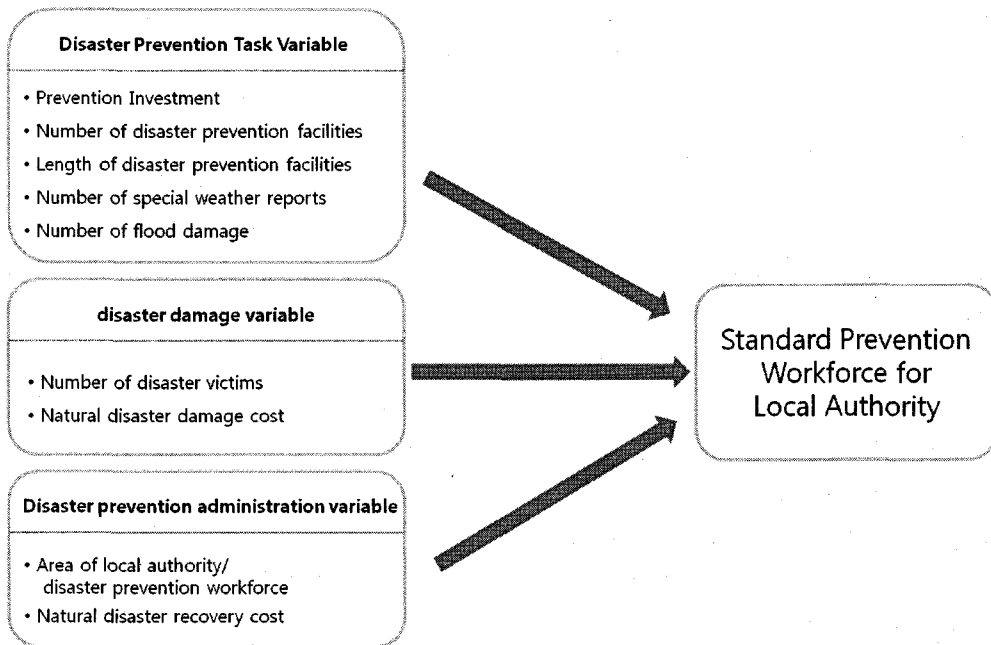 Disaster Prevention Task Variable
• Prevention Investment
• Number of disaster prevention facilities
• Length of disaster prevention facilities
• Number of special weather reports
• Number of flood damage
disaster damage variable
• Number of disaster victims
• Natural disaster damage cost
Disaster prevention administration variable
• Area of local authority/
disaster prevention workforce
• Natural disaster recovery cost
Standard Prevention
Workforce for
Local Authority